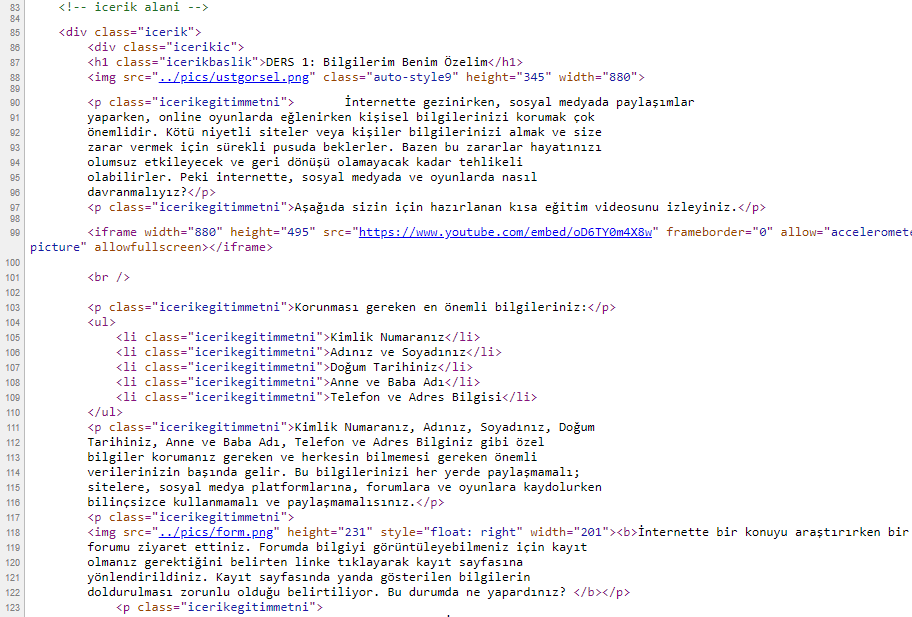 83 <!-- icerik alani -->
84
85 <div class="icerik">
86 <div class="icerikic">
87 <h1 class="icerikbaslik">DERS 1: Bilgilerim Benim Özelim</h1>
88 <img src="../pics/ustgorsel.png" class="auto-style9" height="345" width="880">
89
90 <p class="icerikegitimmetni"> İnternette gezinirken, sosyal medyada paylaşımlar
91 yaparken, online oyunlarda eğlenirken kişisel bilgilerinizi korumak çok
92 önemlidir. Kötü niyetli siteler veya kişiler bilgilerinizi almak ve size
93 zarar vermek için sürekli pusuda beklerler. Bazen bu zararlar hayatınızı
94 olumsuz etkileyecek ve geri dönüşü olamayacak kadar tehlikeli
95 olabilirler. Peki internette, sosyal medyada ve oyunlarda nasıl
96 davranmalıyız?</p>
97 <p class="icerikegitimmetni">Aşağıda sizin için hazırlanan kısa eğitim videosunu izleyiniz.</p>
98
99 <iframe width="880" height="495" src="https://www.youtube.com/embed/oD6TY0m4X8w" frameborder="0" allow="acceleromete
picture" allowfullscreen></iframe>
100
101 <br />
102
103 <p class="icerikegitimmetni">Korunması gereken en önemli bilgileriniz:</p>
104 <ul>
105 <li class="icerikegitimmetni">Kimlik Numaranız</li>
106 <li class="icerikegitimmetni">Adınız ve Soyadınız</li>
107 <li class="icerikegitimmetni">Doğum Tarihiniz</li>
108 <li class="icerikegitimmetni">Anne ve Baba Adı</li>
109 <li class="icerikegitimmetni">Telefon ve Adres Bilgisi</li>
110 </ul>
111 <p class="icerikegitimmetni">Kimlik Numaranız, Adınız, Soyadınız, Doğum
112 Tarihiniz, Anne ve Baba Adı, Telefon ve Adres Bilginiz gibi özel
113 bilgiler korumanız gereken ve herkesin bilmemesi gereken önemli
114 verilerinizin başında gelir. Bu bilgilerinizi her yerde paylaşmamalı;
115 sitelere, sosyal medya platformlarına, forumlara ve oyunlara kaydolurken
116 bilinçsizce kullanmamalı ve paylaşmamalısınız.</p>
117 <p class="icerikegitimmetni">
118 <img src="../pics/form.png" height="231" style="float: right" width="201"><b>İnternette bir konuyu araştırırken bir
119 forumu ziyaret ettiniz. Forumda bilgiyi görüntüleyebilmeniz için kayıt
120 olmanız gerektiğini belirten linke tıklayarak kayıt sayfasına
121 yönlendirildiniz. Kayıt sayfasında yanda gösterilen bilgilerin
122 doldurulması zorunlu olduğu belirtiliyor. Bu durumda ne yapardınız? </b></p>
123 <p class="icerikegitimmetni">